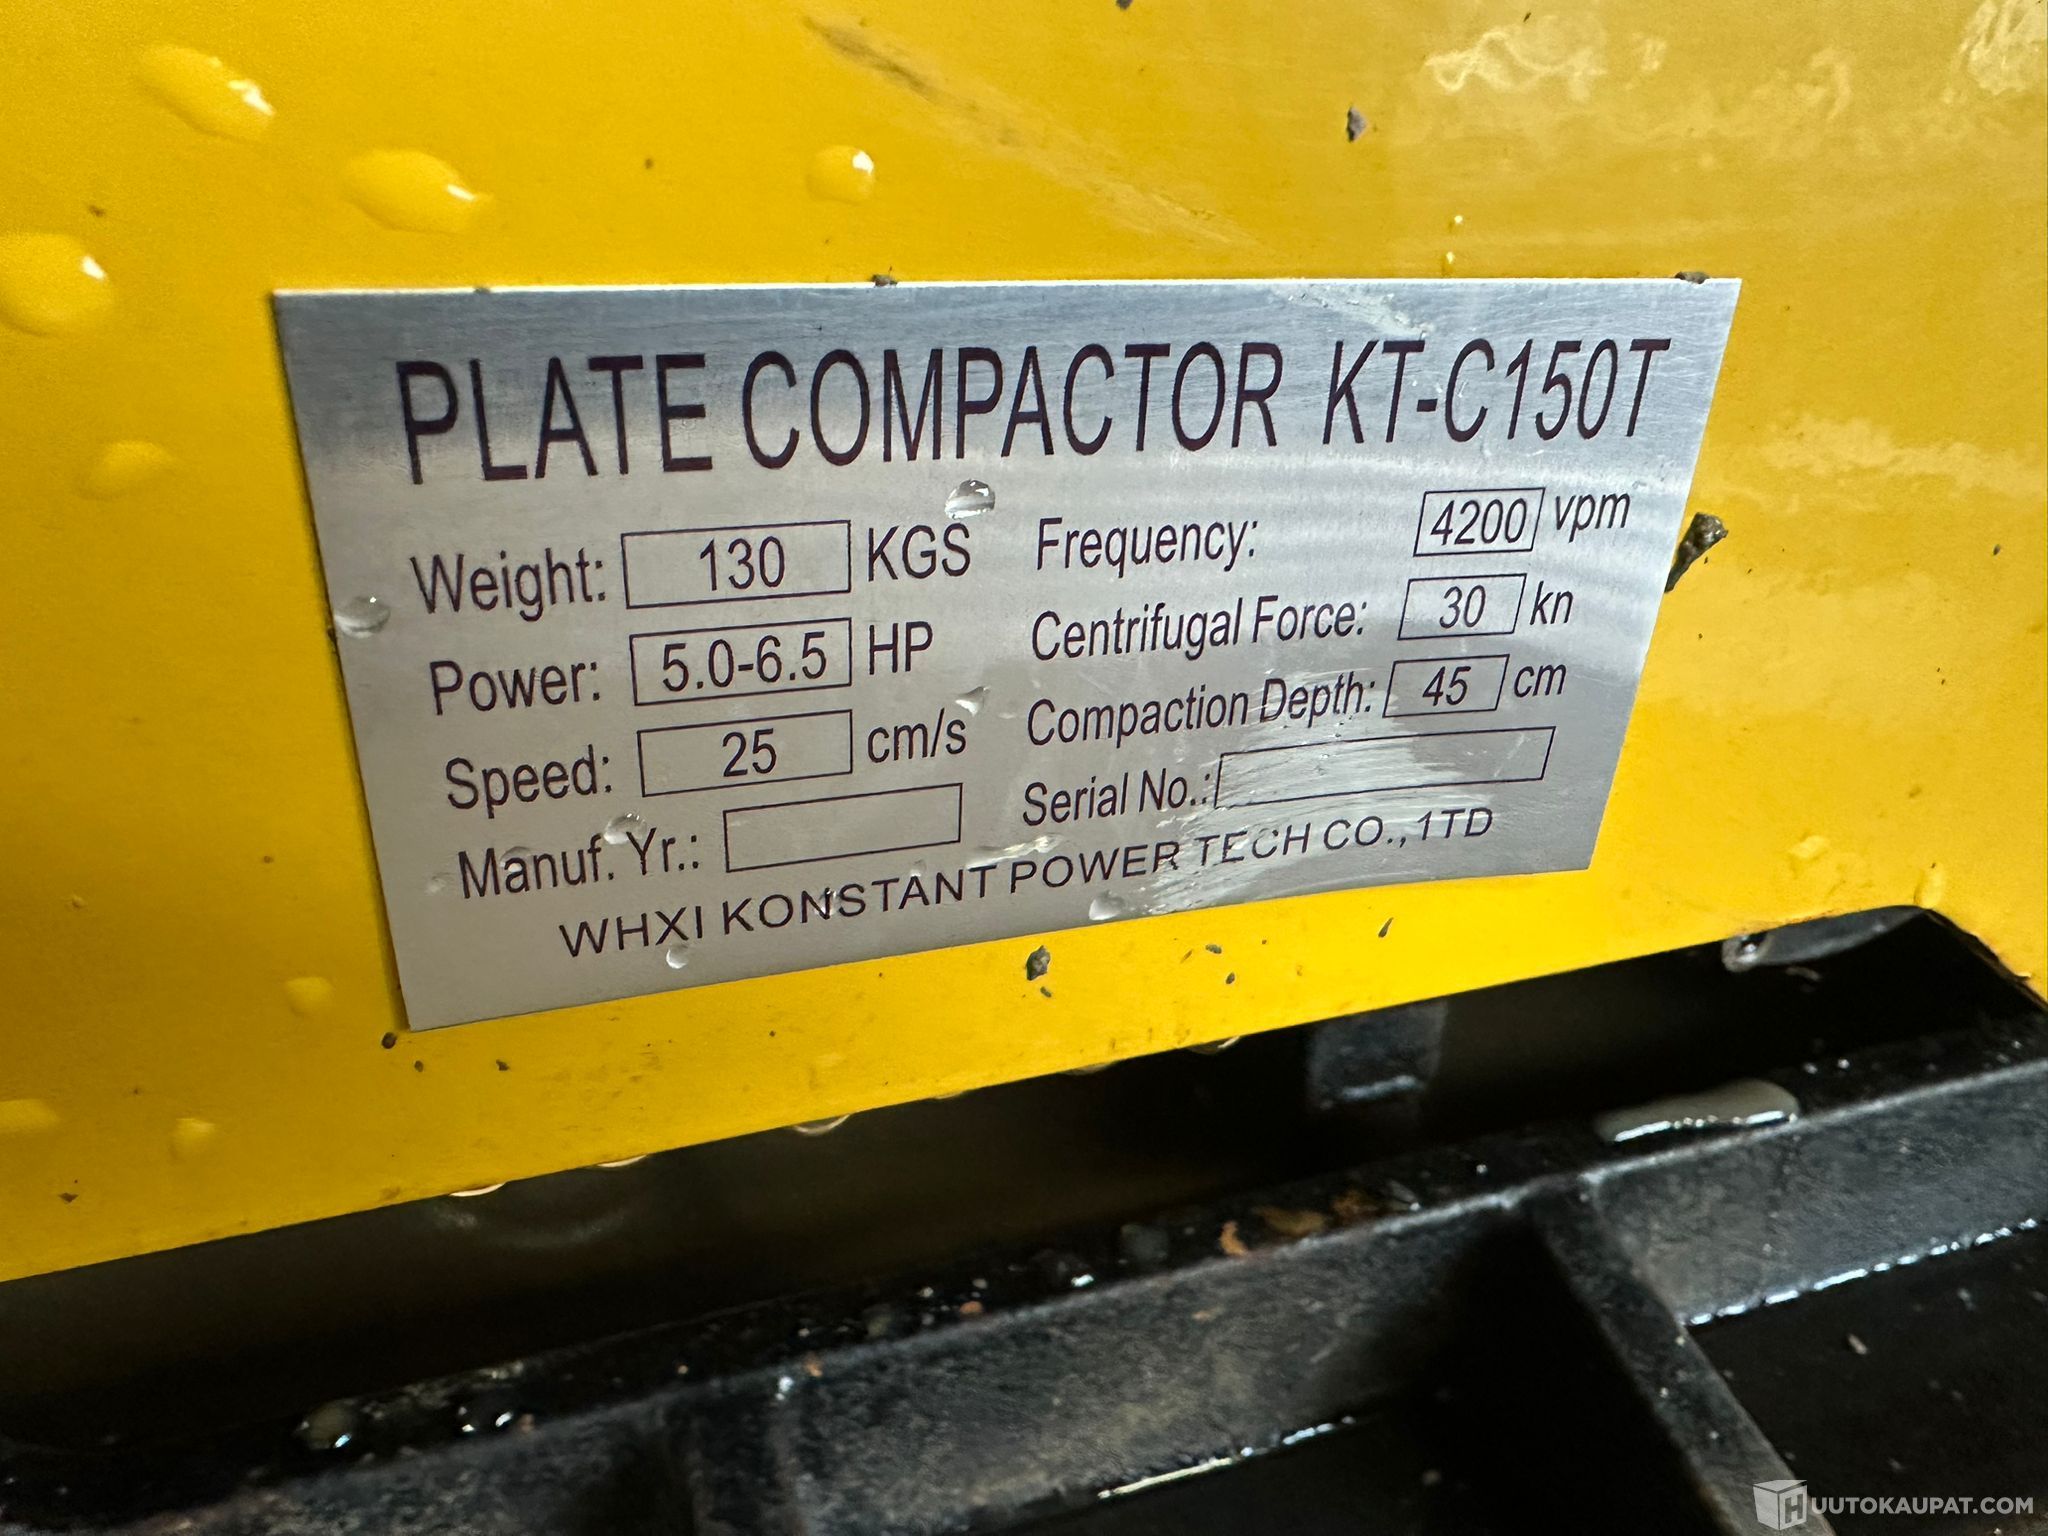 PLATE COMPACTOR KT-C150T
Weight: 130 KGS Frequency: 4200 vpm
Power: 5.0-6.5 HP Centrifugal Force: 30 kn
Speed: 25 cm/s Compaction Depth: 45 cm
Manuf. Yr.: Serial No.:
WHXI KONSTANT POWER TECH CO.,1TD
HUUTOKAUPAT.COM